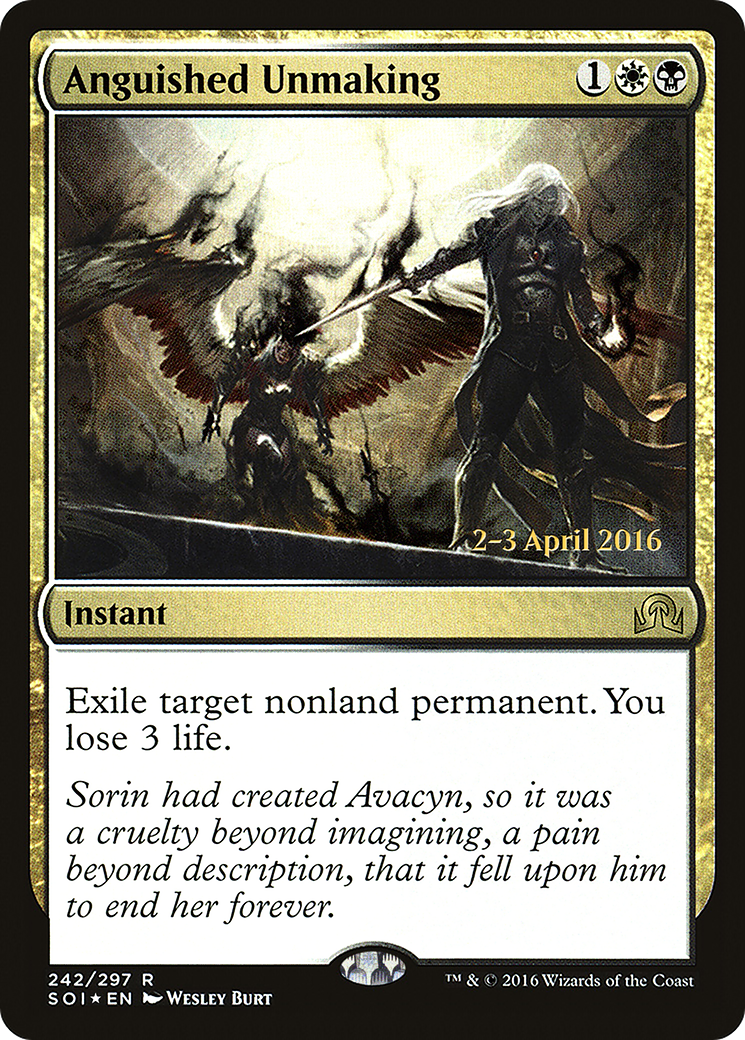 Anguished Unmaking 1
2-3 April 2016
Instant
Exile target nonland permanent. You
lose 3 life.
Sorin had created Avacyn, so it was
a cruelty beyond imagining, a pain
beyond description, that it fell upon him
to end her forever.
242/297 R
SOI★EN Wesley Burt
™ & © 2016 Wizards of the Coast